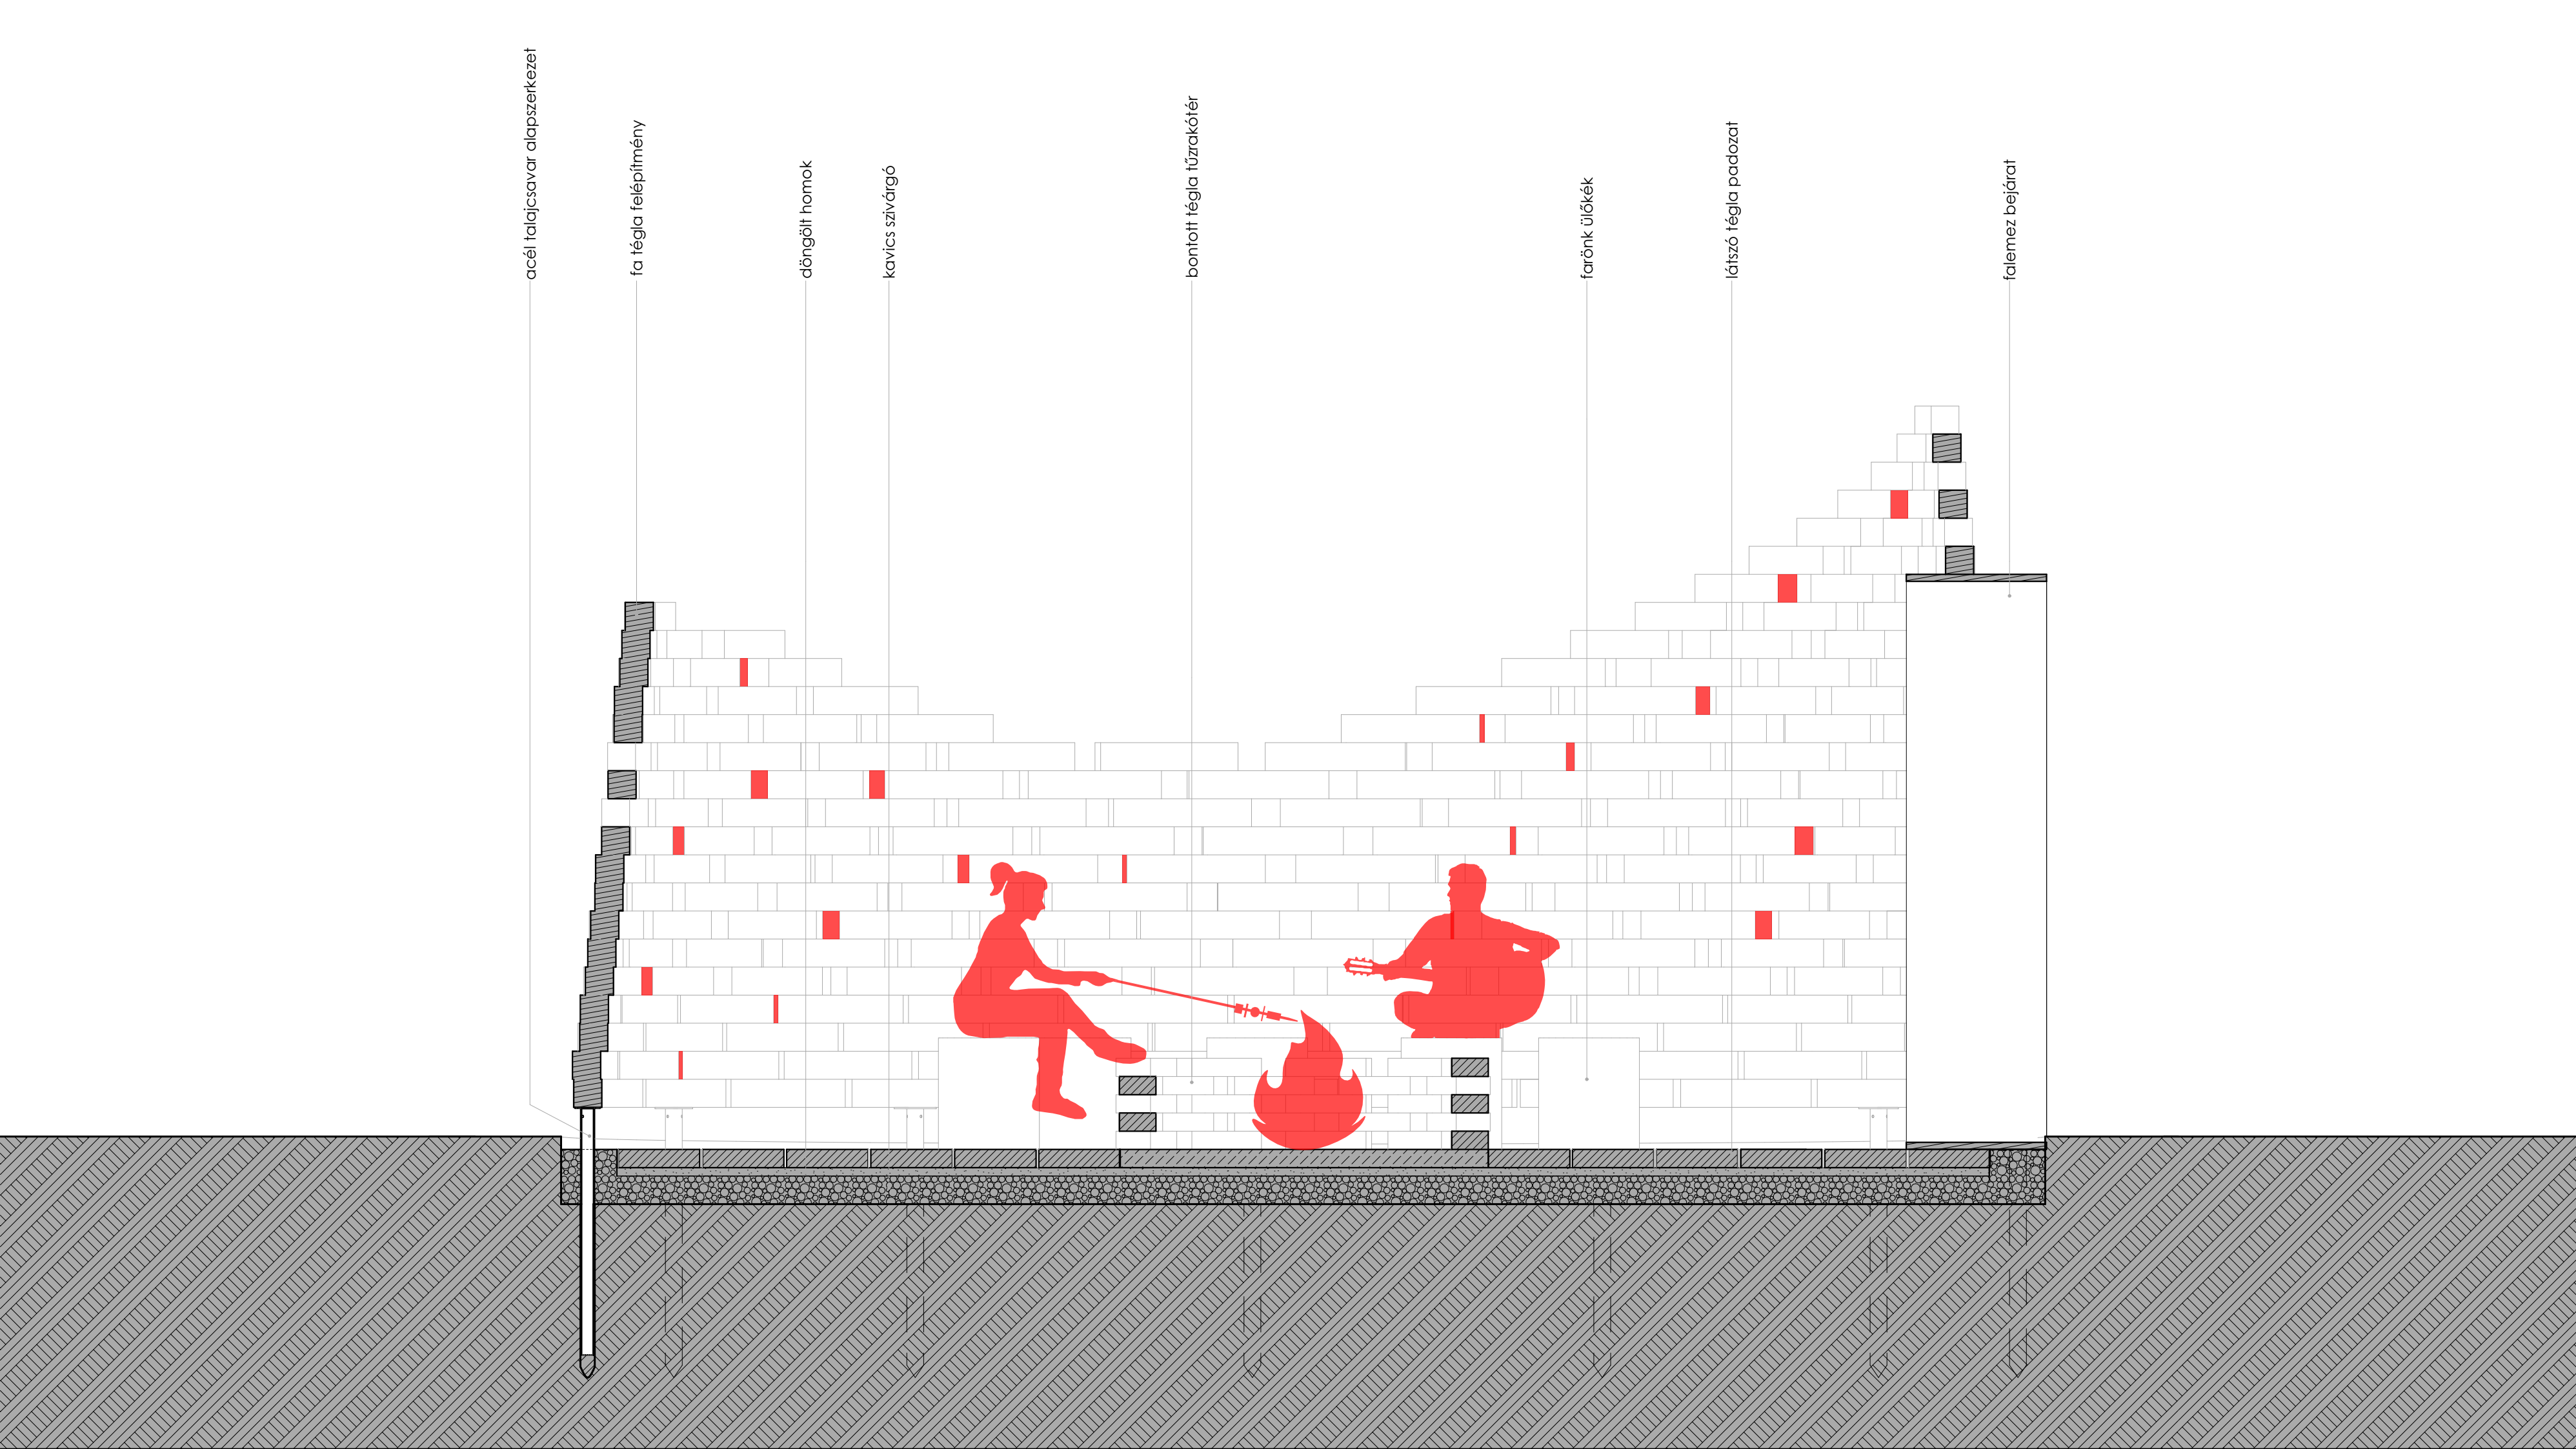 acél talajcsavar alapszerkezet
fa tégla felépítmény
döngölt homok
kavics szivárgó
bontott tégla tűzrakótér
farönk ülőkék
látszó tégla padozat
falemez bejárat